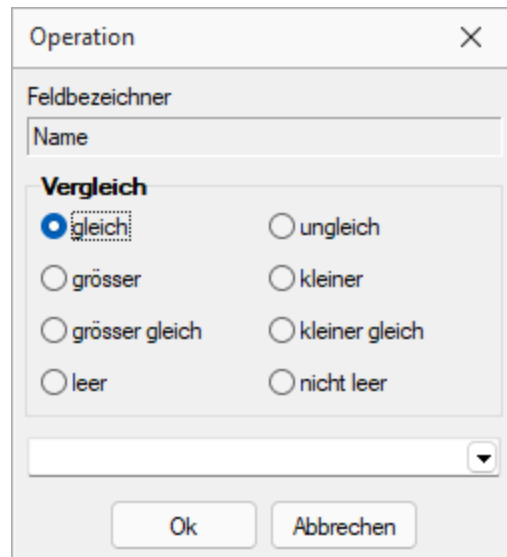 Operation
Feldbezeichner
Name
Vergleich
gleich ungleich
grösser kleiner
grösser gleich kleiner gleich
leer nicht leer
Ok Abbrechen